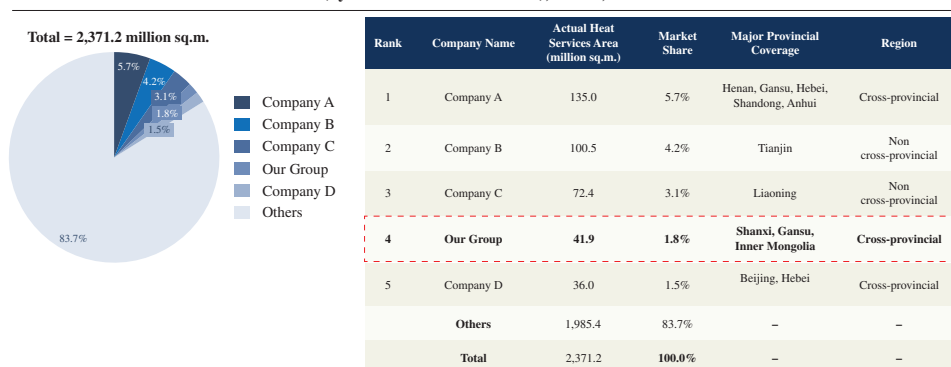 Total = 2,371.2 million sq.m.
5.7%
4.2%
3.1%
1.8%
1.5%
83.7%
Company A
Company B
Company C
Our Group
Company D
Others
Rank Company Name Actual Heat Services Area (million sq.m.) Market Share Major Provincial Coverage Region
1 Company A 135.0 5.7% Henan, Gansu, Hebei, Shandong, Anhui Cross-provincial
2 Company B 100.5 4.2% Tianjin Non cross-provincial
3 Company C 72.4 3.1% Liaoning Non cross-provincial
4 Our Group 41.9 1.8% Shanxi, Gansu, Inner Mongolia Cross-provincial
5 Company D 36.0 1.5% Beijing, Hebei Cross-provincial
Others 1,985.4 83.7% – –
Total 2,371.2 100.0% – –